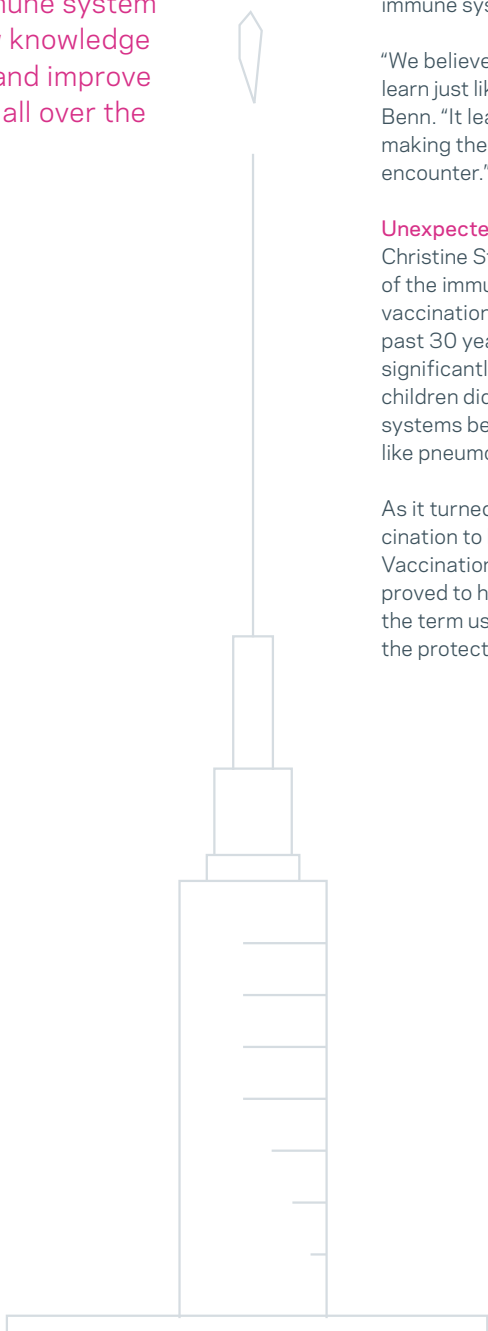 mune system
knowledge
and improve
all over the
immune sys
“We believe
learn just lik
Benn. “It lea
making the
encounter.”
Unexpecte
Christine St
of the immu
vaccination
past 30 yea
significantl
children did
systems be
like pneumo
As it turned
cination to
Vaccination
proved to h
the term us
the protect